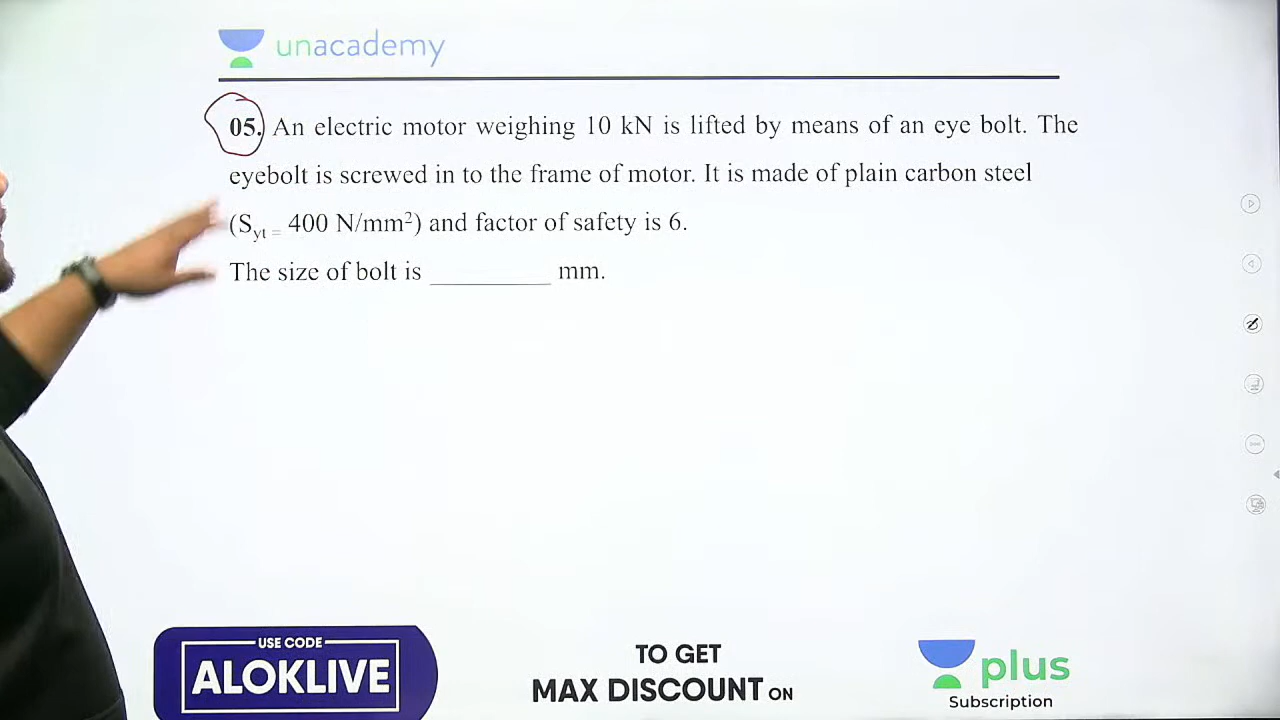 unacademy
05. An electric motor weighing 10 kN is lifted by means of an eye bolt. The
eyebolt is screwed in to the frame of motor. It is made of plain carbon steel
(Syt = 400 N/mm²) and factor of safety is 6.
The size of bolt is __________ mm.
USE CODE
ALOKLIVE
TO GET
MAX DISCOUNT ON
plus
Subscription